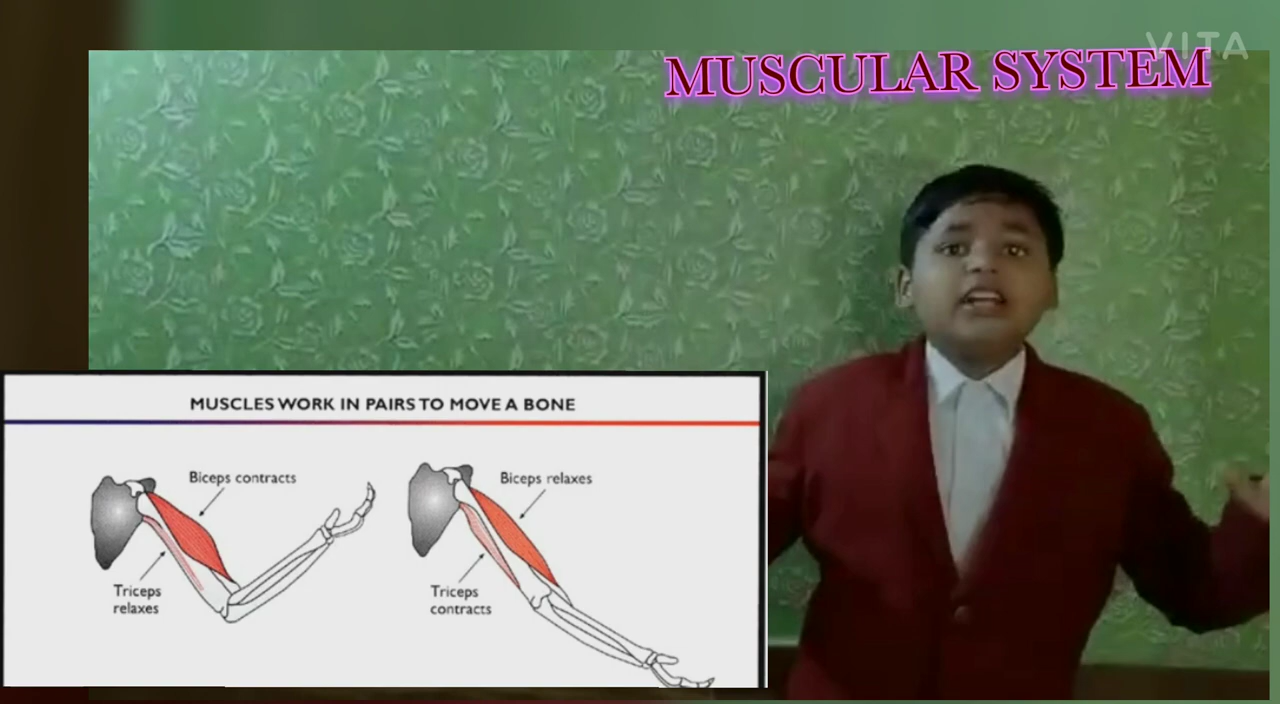 VITA
MUSCULAR SYSTEM
MUSCLES WORK IN PAIRS TO MOVE A BONE
Biceps contracts
Biceps relaxes
Triceps
relaxes
Triceps
contracts